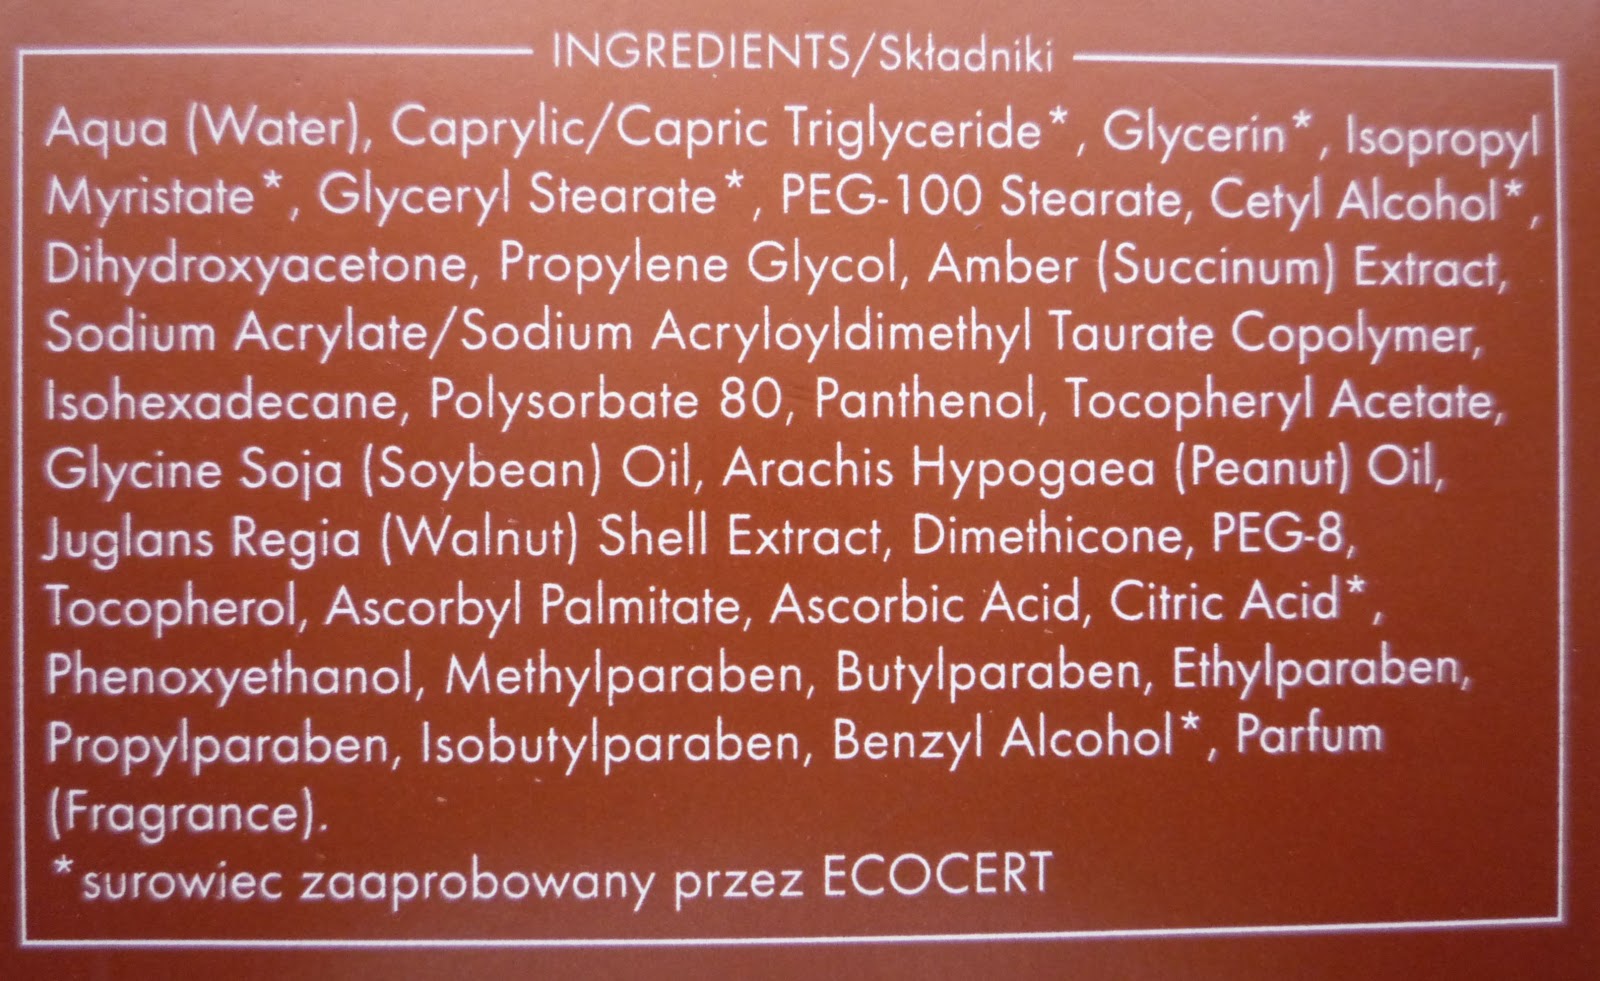 INGREDIENTS/Składniki
Aqua (Water), Caprylic/Capric Triglyceride*, Glycerin*, Isopropyl
Myristate*, Glyceryl Stearate*, PEG-100 Stearate, Cetyl Alcohol*,
Dihydroxyacetone, Propylene Glycol, Amber (Succinum) Extract,
Sodium Acrylate/Sodium Acryloyldimethyl Taurate Copolymer,
Isohexadecane, Polysorbate 80, Panthenol, Tocopheryl Acetate,
Glycine Soja (Soybean) Oil, Arachis Hypogaea (Peanut) Oil,
Juglans Regia (Walnut) Shell Extract, Dimethicone, PEG-8,
Tocopherol, Ascorbyl Palmitate, Ascorbic Acid, Citric Acid*,
Phenoxyethanol, Methylparaben, Butylparaben, Ethylparaben,
Propylparaben, Isobutylparaben, Benzyl Alcohol*, Parfum
(Fragrance).
*surowiec zaaprobowany przez ECOCERT